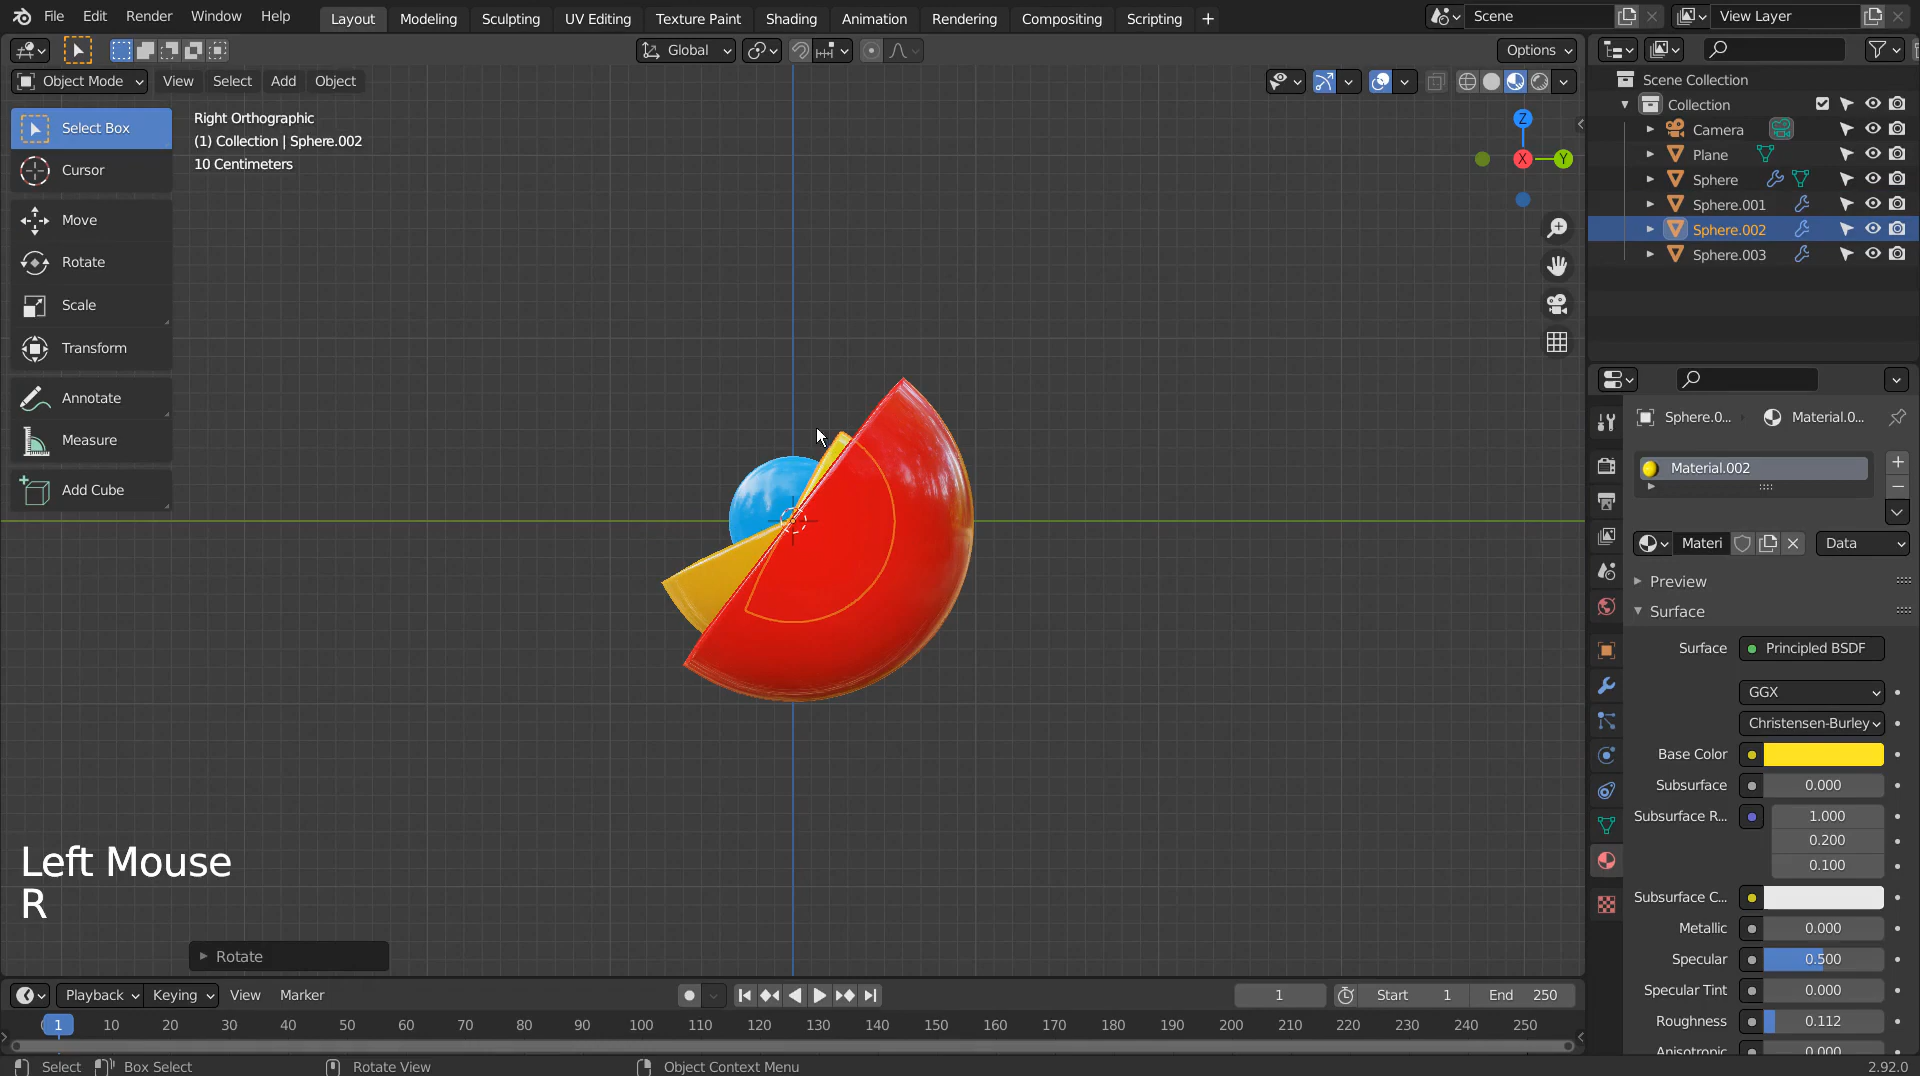 File Edit Render Window Help Layout Modeling Sculpting UV Editing Texture Paint Shading Animation Rendering Compositing Scripting + Scene View Layer
Global Options
Object Mode View Select Add Object
Scene Collection
Collection
Camera
Plane
Sphere
Sphere.001
Sphere.002
Sphere.003
Select Box
Cursor
Move
Rotate
Scale
Transform
Annotate
Measure
Add Cube
Right Orthographic
(1) Collection | Sphere.002
10 Centimeters
Z
X
Y
Sphere.0... Material.0...
Material.002
Materi Data
Preview
Surface
Surface Principled BSDF
GGX
Christensen-Burley
Base Color
Subsurface 0.000
Subsurface R... 1.000
0.200
0.100
Subsurface C...
Metallic 0.000
Specular 0.500
Specular Tint 0.000
Roughness 0.112
Anisotropic 0.000
Left Mouse
R
Rotate
Playback Keying View Marker 1 Start 1 End 250
1 10 20 30 40 50 60 70 80 90 100 110 120 130 140 150 160 170 180 190 200 210 220 230 240 250
Select Box Select Rotate View Object Context Menu 2.92.0